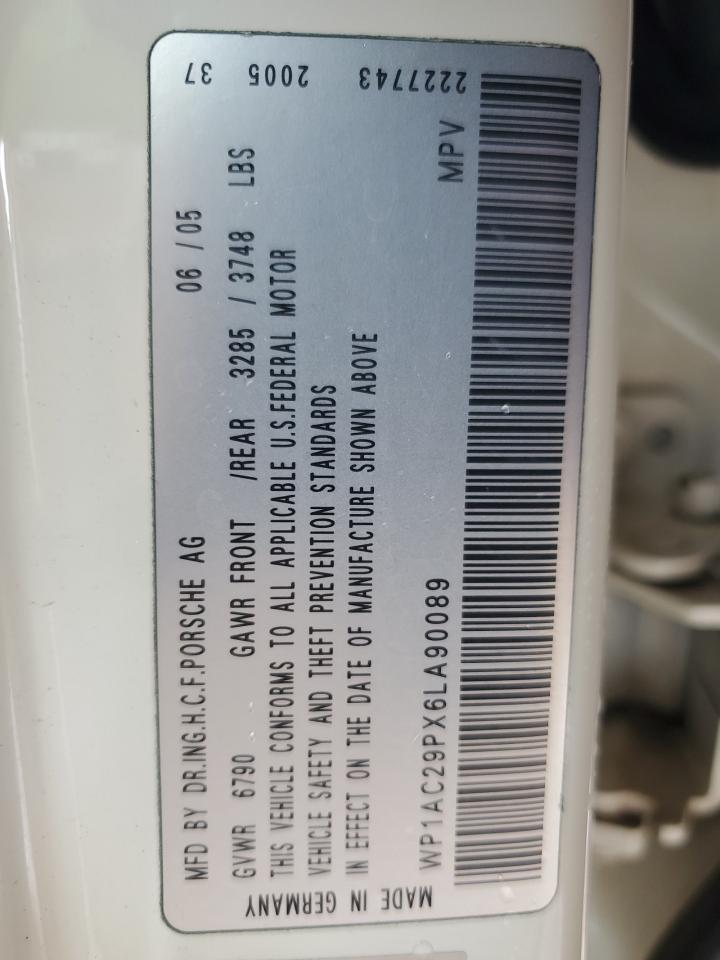 MFD BY DR.ING.H.C.F.PORSCHE AG 06 / 05
GVWR 6790 GAWR FRONT /REAR 3285 / 3748 LBS
THIS VEHICLE CONFORMS TO ALL APPLICABLE U.S.FEDERAL MOTOR
VEHICLE SAFETY AND THEFT PREVENTION STANDARDS
IN EFFECT ON THE DATE OF MANUFACTURE SHOWN ABOVE
WP1AC29PX6LA90089 MPV
MADE IN GERMANY
37 2005 2227743